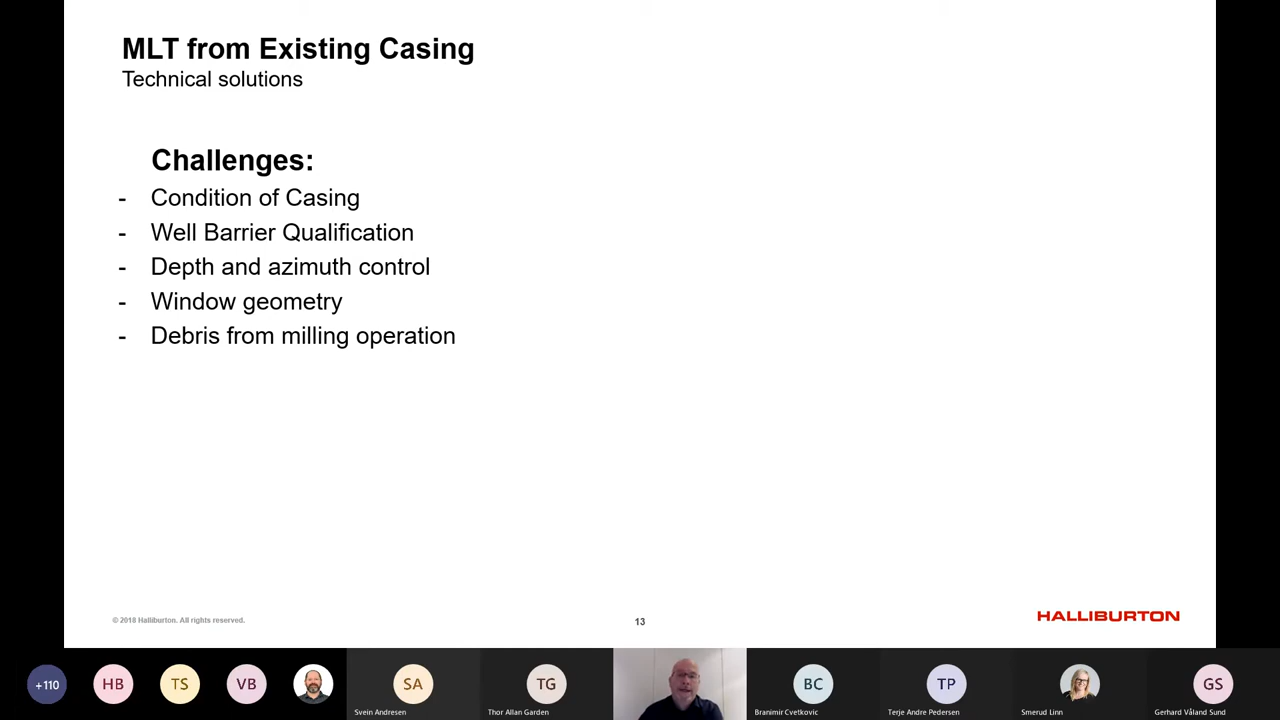 MLT from Existing Casing
Technical solutions
Challenges:
- Condition of Casing
- Well Barrier Qualification
- Depth and azimuth control
- Window geometry
- Debris from milling operation
© 2018 Halliburton. All rights reserved.
13
HALLIBURTON
+110
HB
TS
VB
SA
TG
BC
TP
GS
Svein Andresen
Thor Allan Garden
Branimir Cvetkovic
Terje Andre Pedersen
Smerud Linn
Gerhard Våland Sund